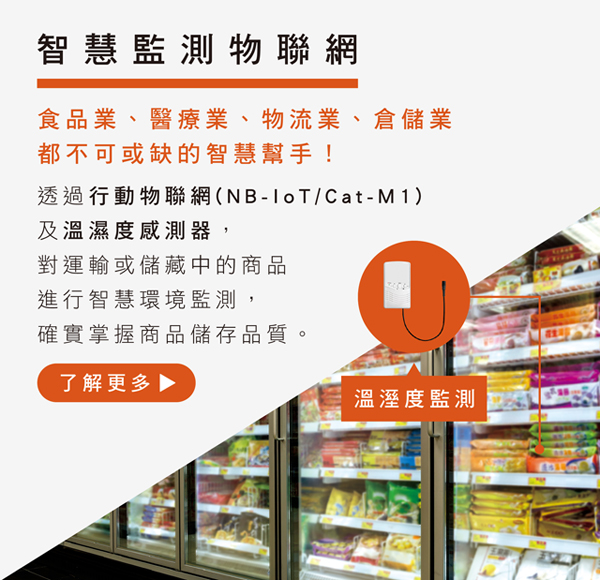 智慧監測物聯網
食品業、醫療業、物流業、倉儲業
都不可或缺的智慧幫手！
透過行動物聯網(NB-IoT/Cat-M1)
及溫濕度感測器，
對運輸或儲藏中的商品
進行智慧環境監測，
確實掌握商品儲存品質。
了解更多▶
溫溼度監測